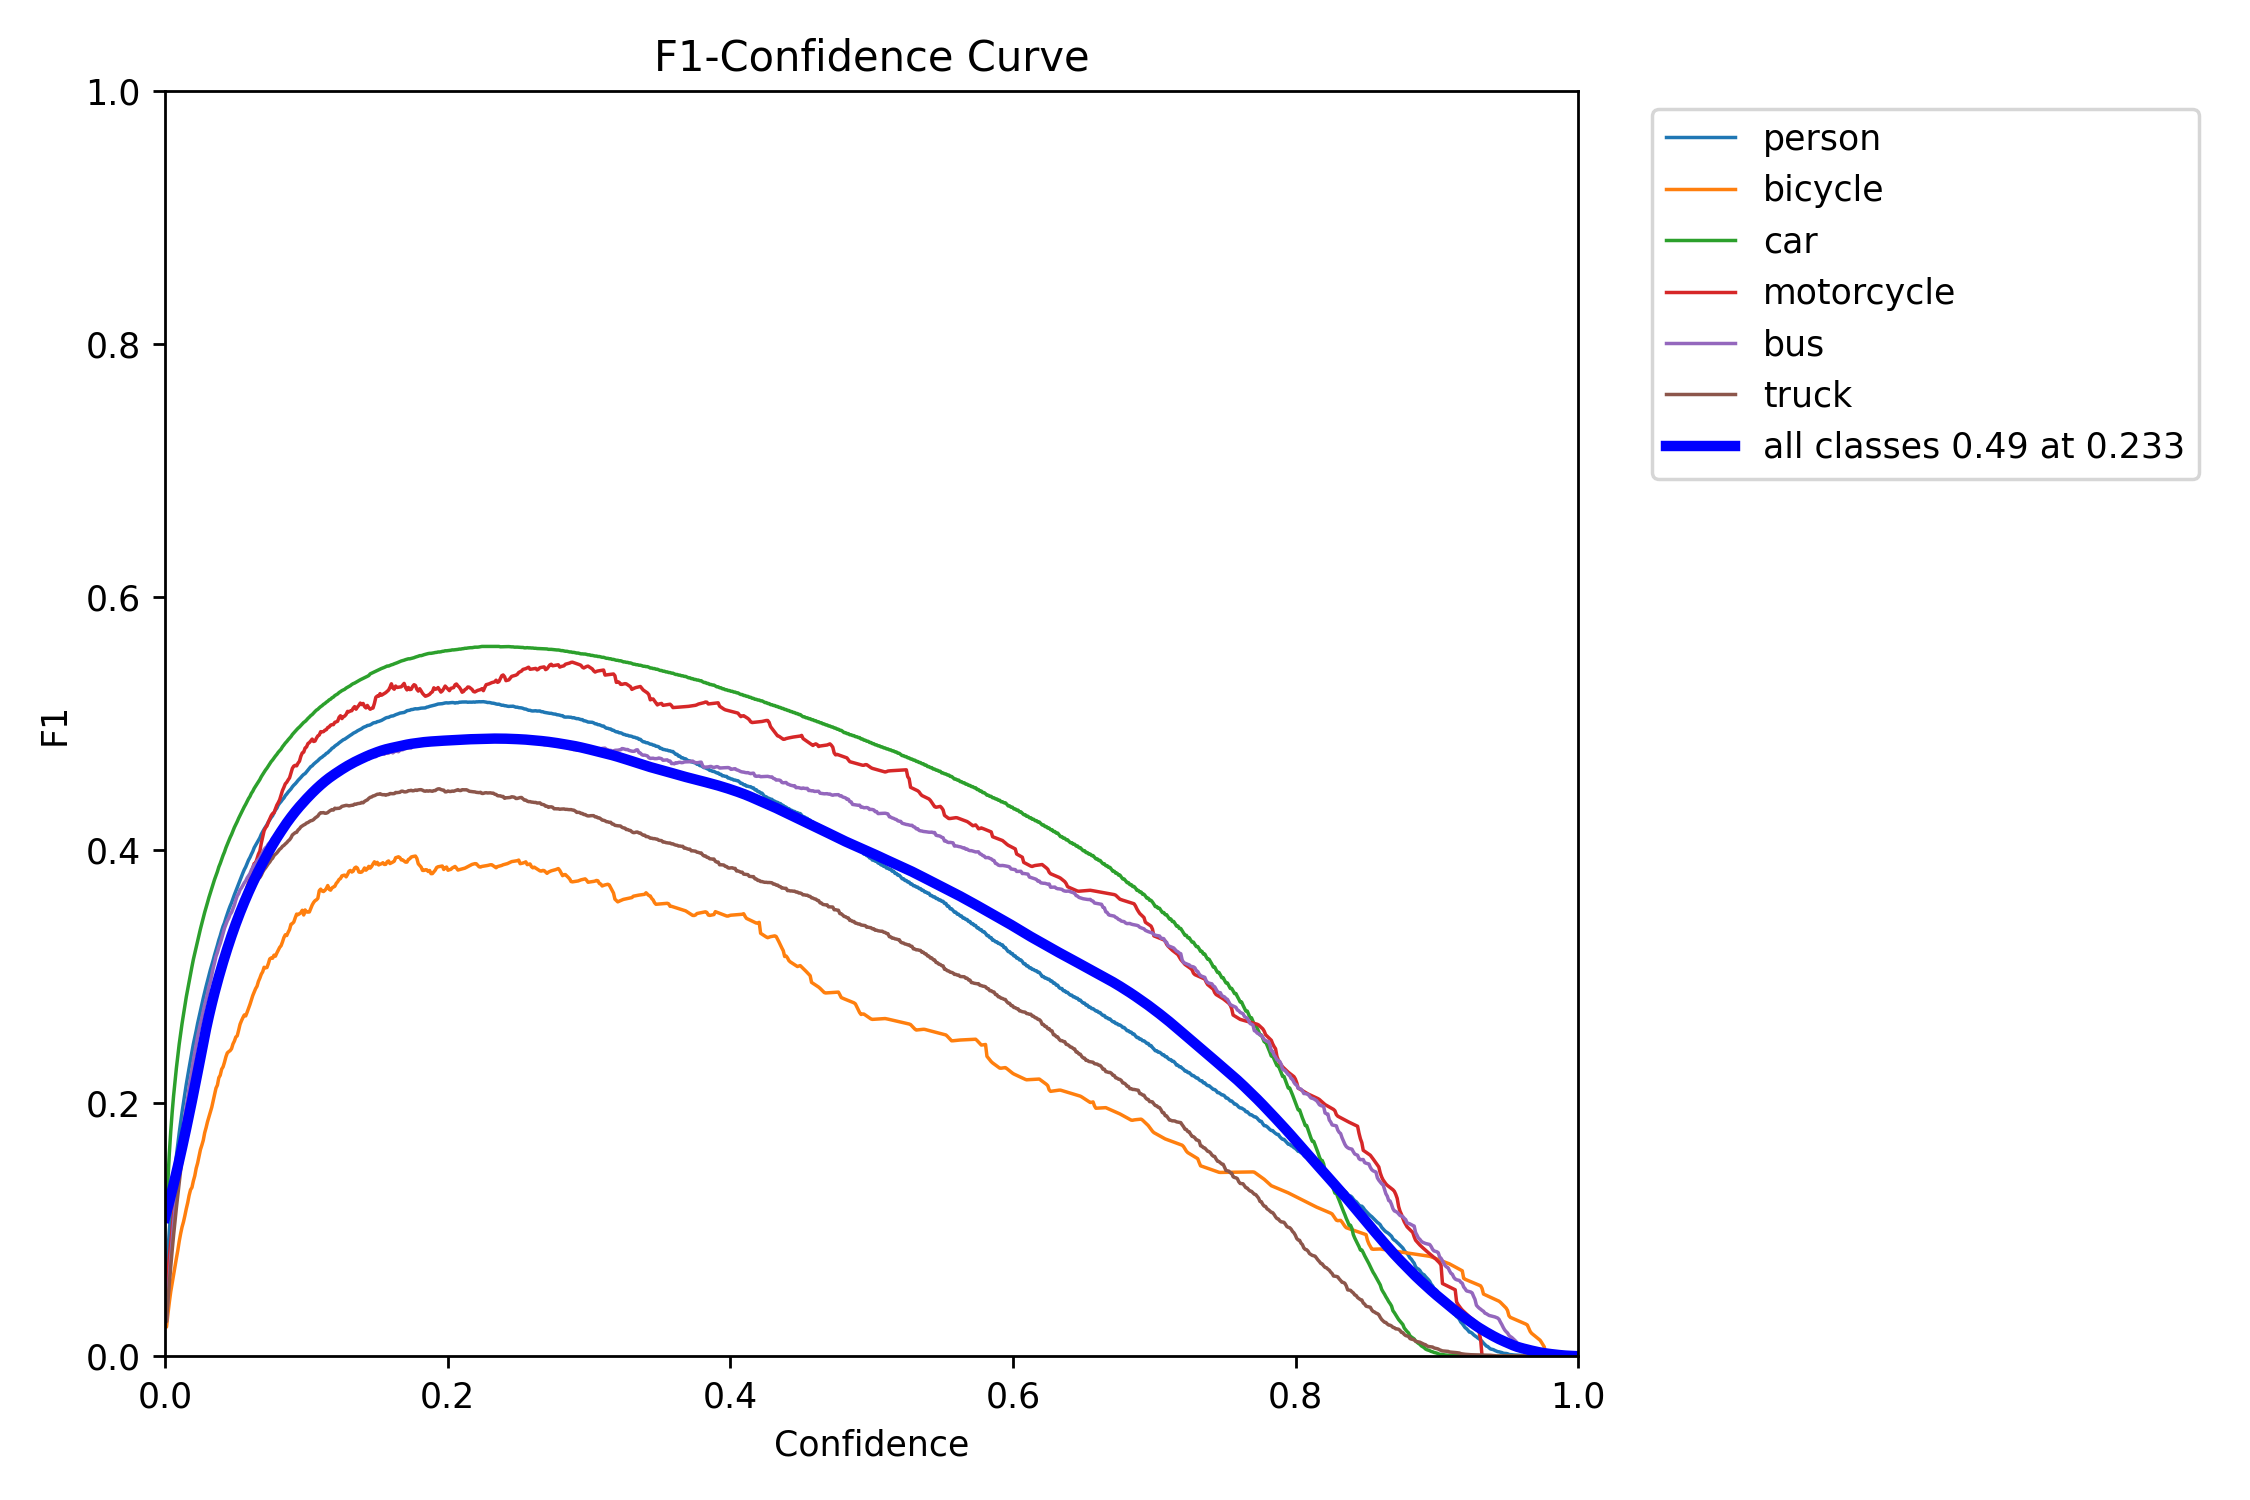 F1-Confidence Curve
1.0
0.8
0.6
0.4
0.2
0.0
F1
0.0 0.2 0.4 0.6 0.8 1.0
Confidence
person
bicycle
car
motorcycle
bus
truck
all classes 0.49 at 0.233